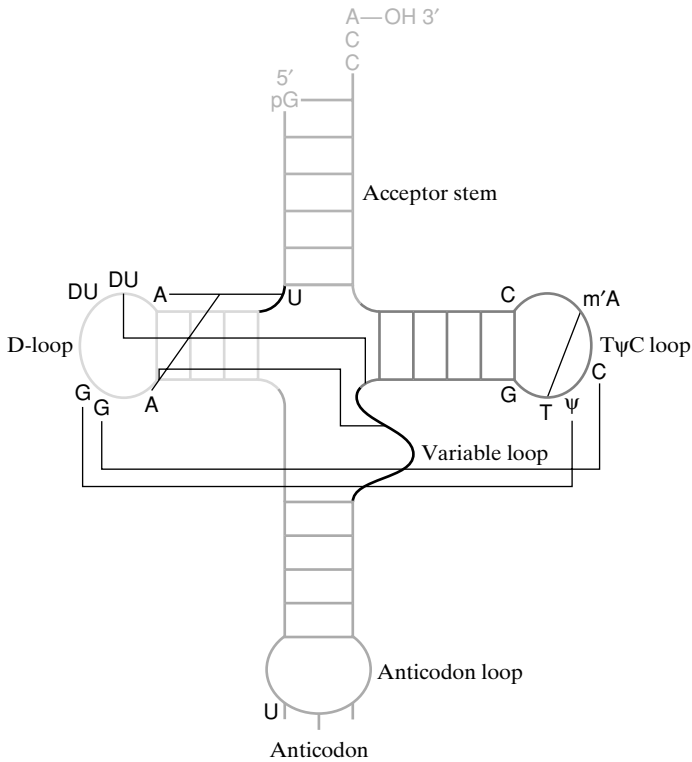 A—OH 3′
C
C
5′
pG
Acceptor stem
DU DU A U C m′A
D-loop TψC loop
G G A G T ψ C
Variable loop
Anticodon loop
U
Anticodon